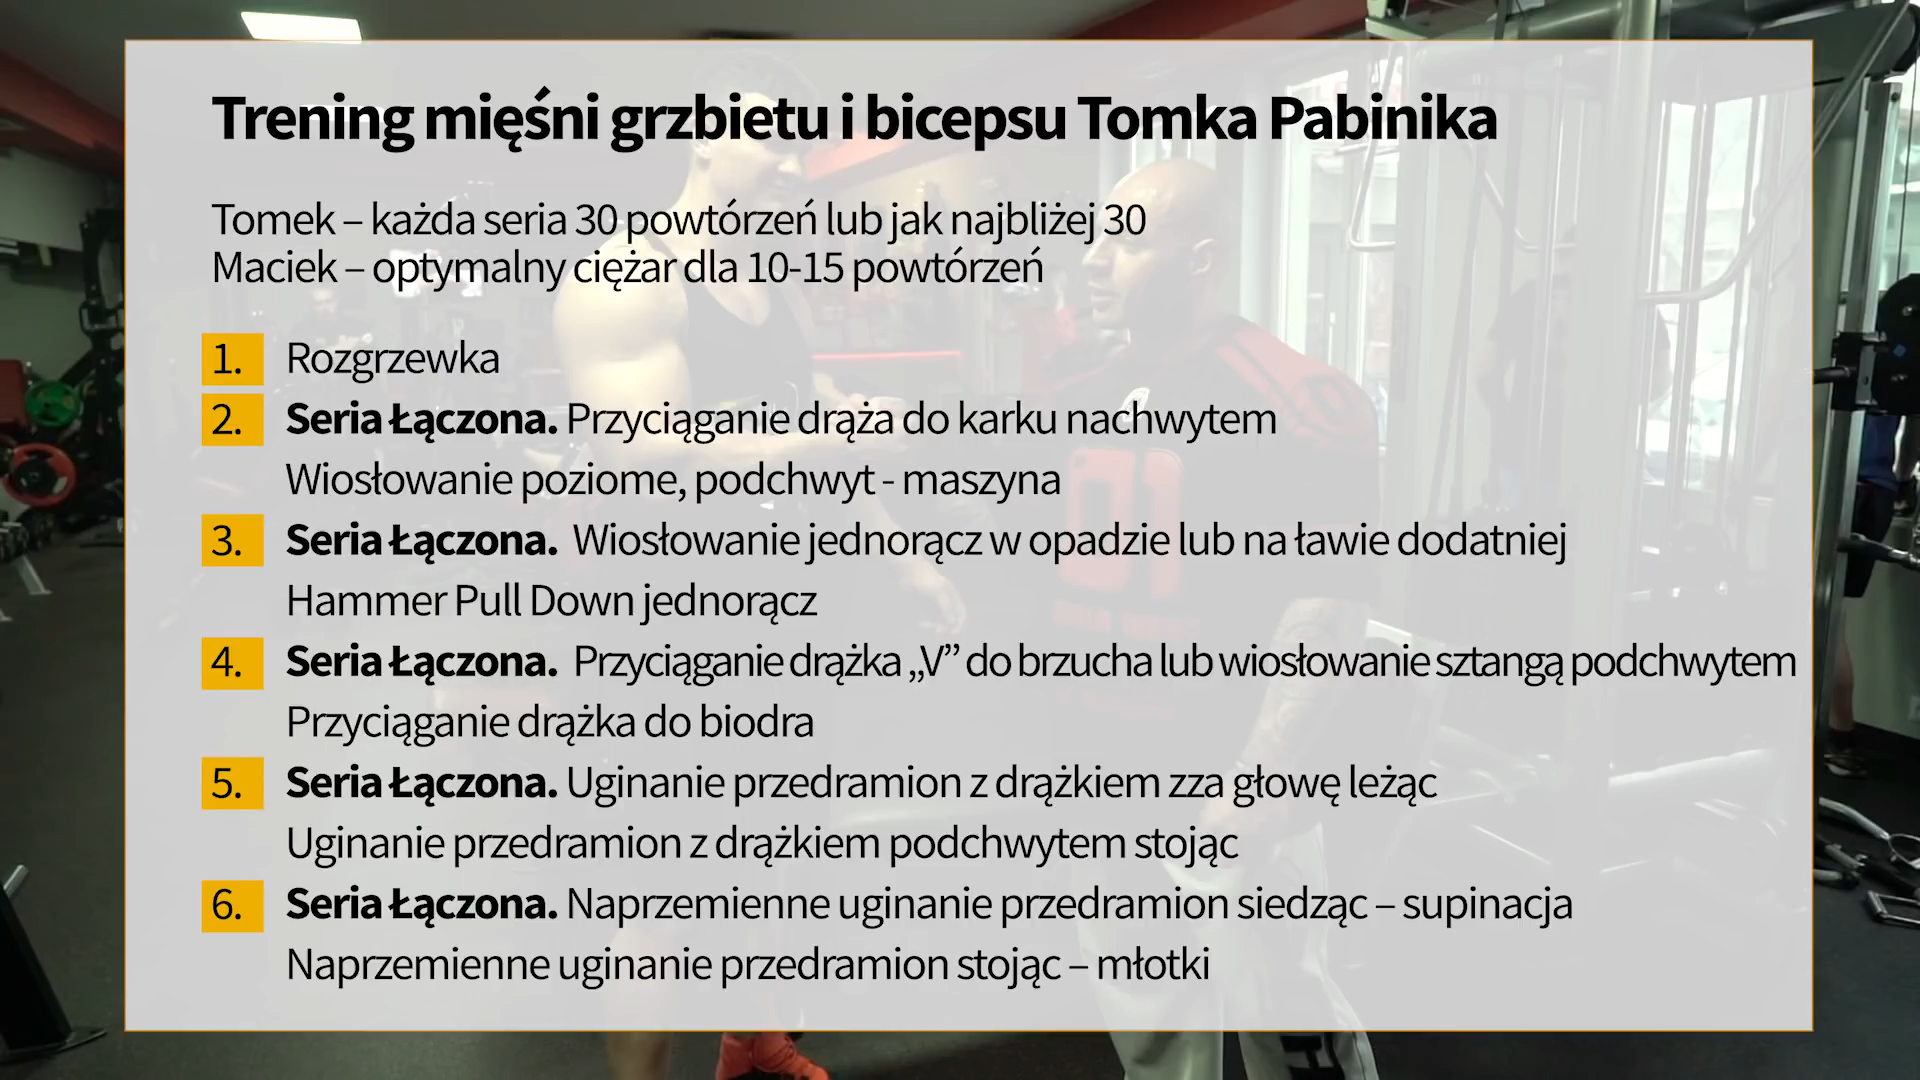 Trening mięśni grzbietu i bicepsu Tomka Pabinika
Tomek – każda seria 30 powtórzeń lub jak najbliżej 30
Maciek – optymalny ciężar dla 10-15 powtórzeń
1. Rozgrzewka
2. Seria Łączona. Przyciąganie drąża do karku nachwytem
Wiosłowanie poziome, podchwyt - maszyna
3. Seria Łączona. Wiosłowanie jednorącz w opadzie lub na ławie dodatniej
Hammer Pull Down jednorącz
4. Seria Łączona. Przyciąganie drążka „V” do brzucha lub wiosłowanie sztangą podchwytem
Przyciąganie drążka do biodra
5. Seria Łączona. Uginanie przedramion z drążkiem zza głowę leżąc
Uginanie przedramion z drążkiem podchwytem stojąc
6. Seria Łączona. Naprzemienne uginanie przedramion siedząc – supinacja
Naprzemienne uginanie przedramion stojąc – młotki
01